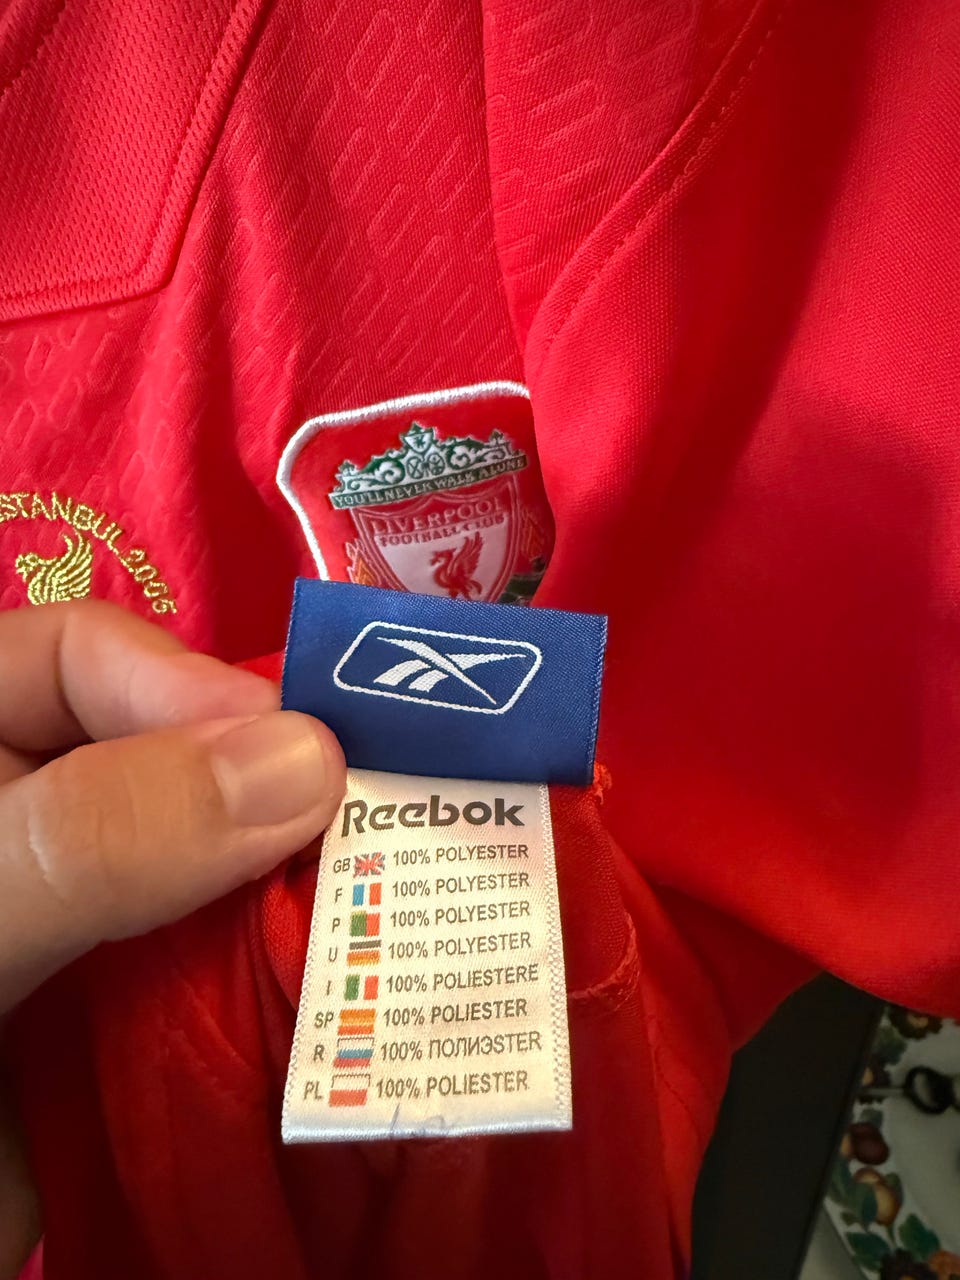 YOU'LL NEVER WALK ALONE
LIVERPOOL
FOOTBALL CLUB
ISTANBUL 2005
Reebok
GB 100% POLYESTER
F 100% POLYESTER
P 100% POLYESTER
U 100% POLYESTER
I 100% POLIESTERE
SP 100% POLIESTER
R 100% ПОЛИЭSTER
PL 100% POLIESTER